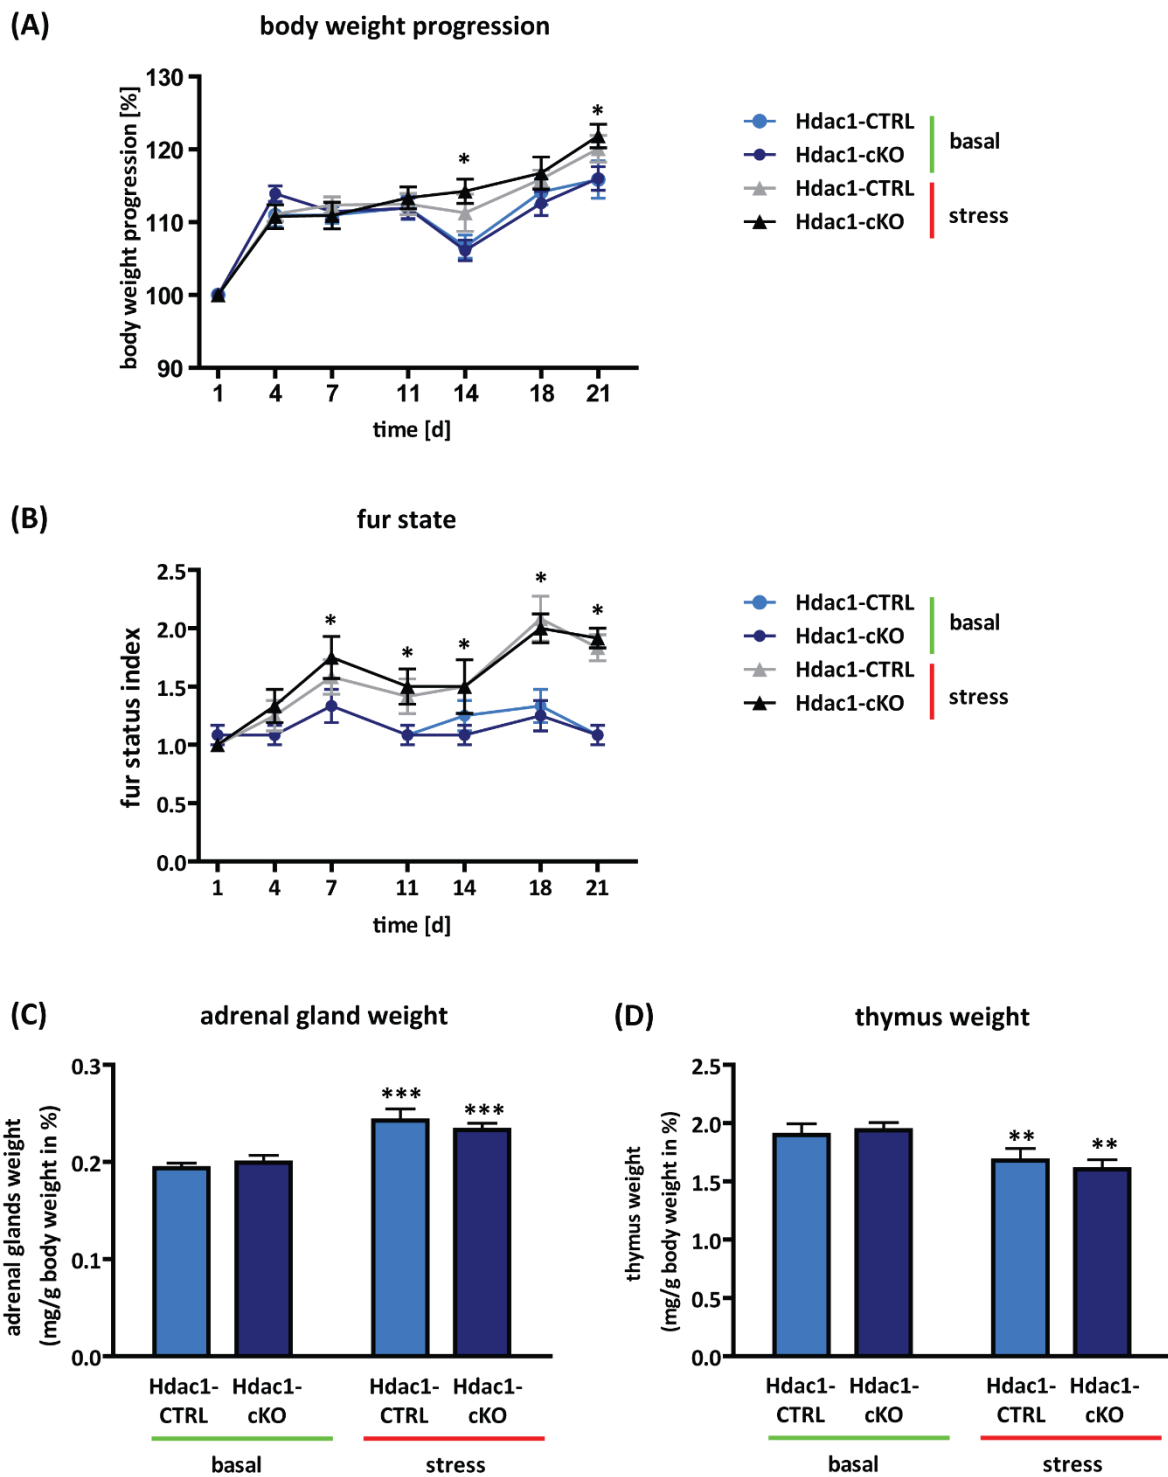 (A)
body weight progression
body weight progression [%]
130
120
110
100
90
*
*
1 4 7 11 14 18 21
time [d]
Hdac1-CTRL
Hdac1-cKO
basal
Hdac1-CTRL
Hdac1-cKO
stress
(B)
fur state
fur status index
2.5
2.0
1.5
1.0
0.5
0.0
*
*
*
*
*
1 4 7 11 14 18 21
time [d]
Hdac1-CTRL
Hdac1-cKO
basal
Hdac1-CTRL
Hdac1-cKO
stress
(C)
adrenal gland weight
adrenal glands weight
(mg/g body weight in %)
0.3
0.2
0.1
0.0
***
***
Hdac1- Hdac1- Hdac1- Hdac1-
CTRL cKO CTRL cKO
basal stress
(D)
thymus weight
thymus weight
(mg/g body weight in %)
2.5
2.0
1.5
1.0
0.5
0.0
**
**
Hdac1- Hdac1- Hdac1- Hdac1-
CTRL cKO CTRL cKO
basal stress